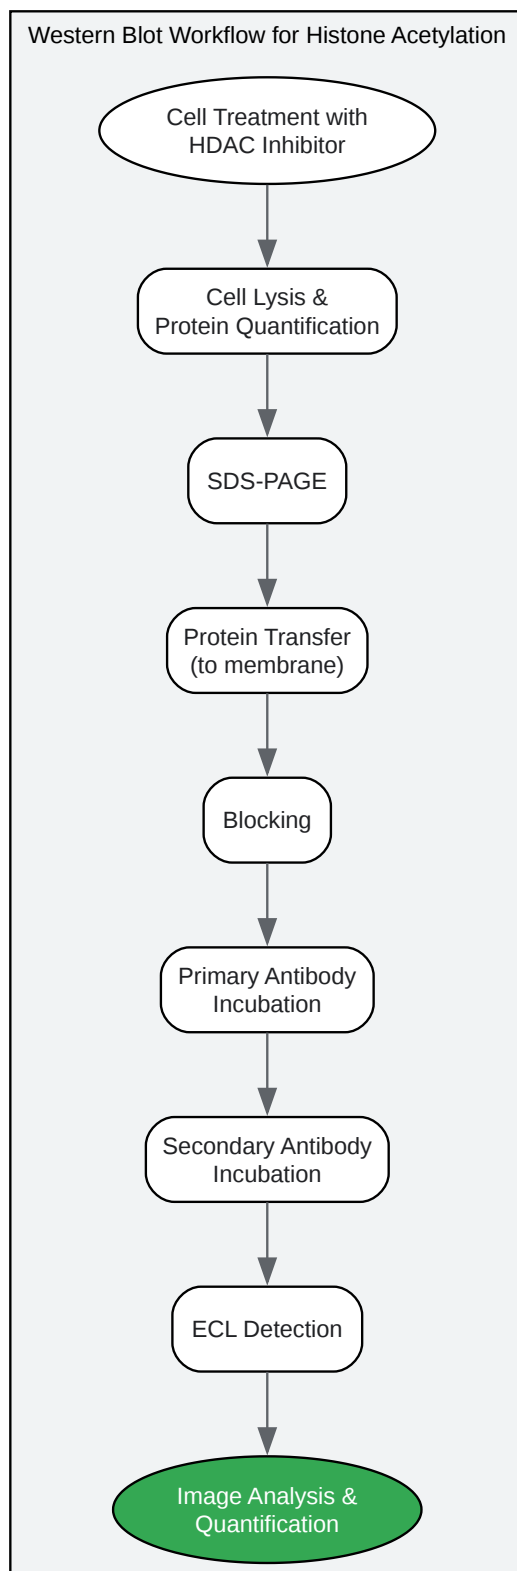 Western Blot Workflow for Histone Acetylation
Cell Treatment with
HDAC Inhibitor
Cell Lysis &
Protein Quantification
SDS-PAGE
Protein Transfer
(to membrane)
Blocking
Primary Antibody
Incubation
Secondary Antibody
Incubation
ECL Detection
Image Analysis &
Quantification